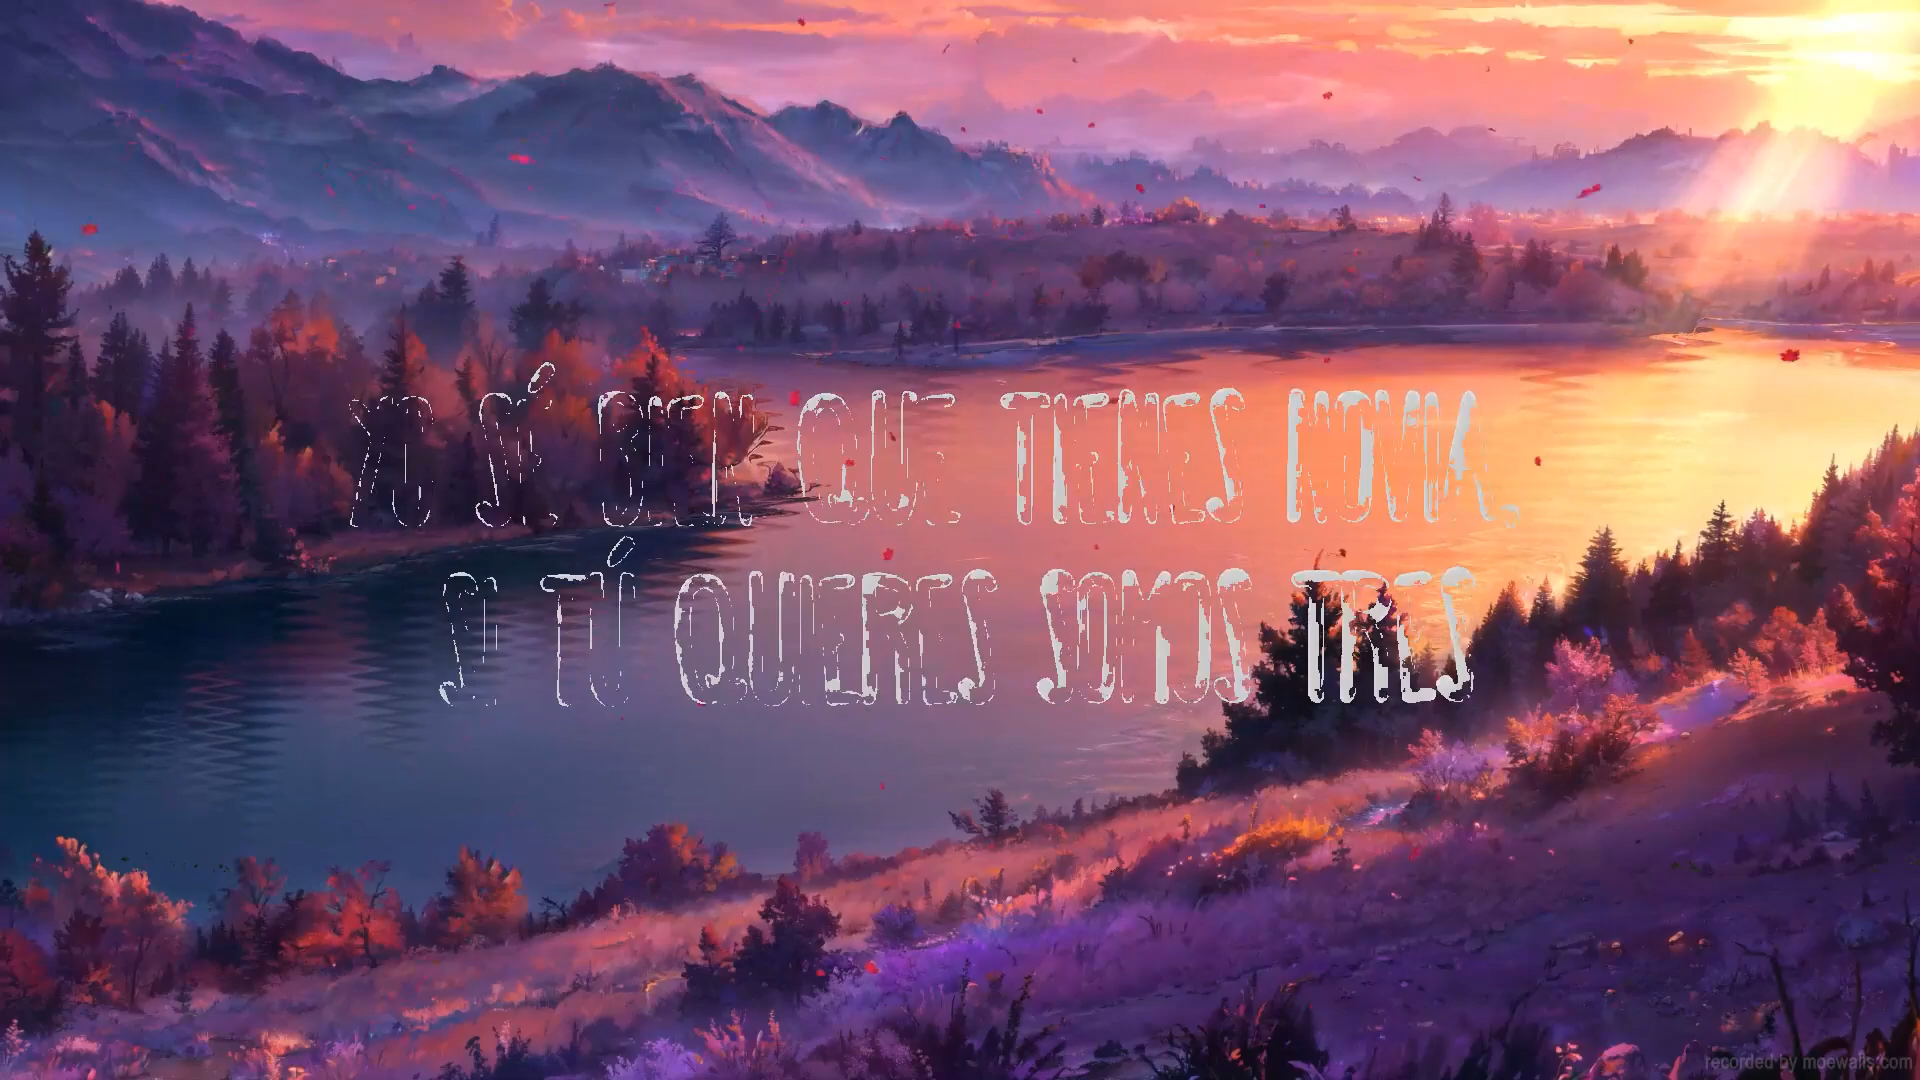 YO SÉ BIEN QUE TIENES NOVIA,
SI TÚ QUIERES SOMOS TRES
recorded by moewalls.com